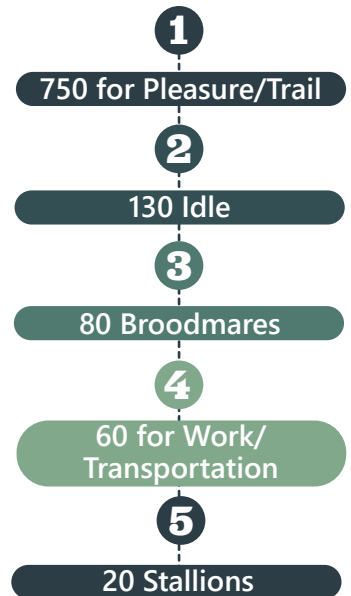 1
750 for Pleasure/Trail
2
130 Idle
3
80 Broodmares
4
60 for Work/
Transportation
5
20 Stallions